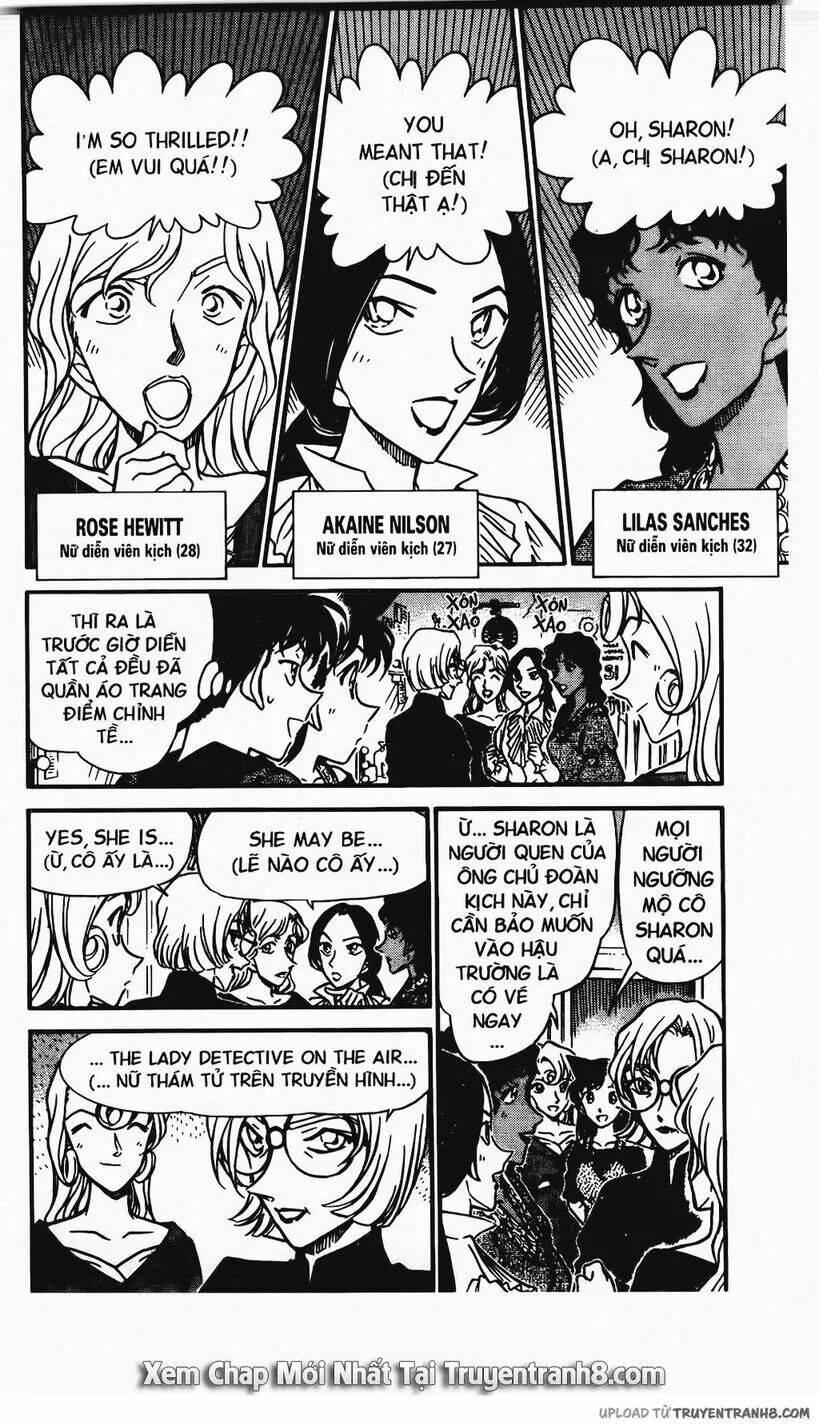 OH, SHARON!
(A, CHỊ SHARON!)
YOU
MEANT THAT!
(CHỊ ĐẾN
THẬT Ạ!)
I'M SO THRILLED!!
(EM VUI QUÁ!!)
LILAS SANCHES
Nữ diễn viên kịch (32)
AKAINE NILSON
Nữ diễn viên kịch (27)
ROSE HEWITT
Nữ diễn viên kịch (28)
THÌ RA LÀ
TRƯỚC GIỜ DIỄN
TẤT CẢ ĐỀU ĐÃ
QUẦN ÁO TRANG
ĐIỂM CHỈNH
TỀ...
XÔN
XAO
XÔN
XAO
MỌI
NGƯỜI
NGƯỠNG
MỘ CÔ
SHARON
QUÁ...
Ừ... SHARON LÀ
NGƯỜI QUEN CỦA
ÔNG CHỦ ĐOÀN
KỊCH NÀY, CHỈ
CẦN BẢO MUỐN
VÀO HẬU
TRƯỜNG LÀ
CÓ VÉ
NGAY
...
SHE MAY BE...
(LẼ NÀO CÔ ẤY...)
YES, SHE IS...
(Ừ, CÔ ẤY LÀ...)
... THE LADY DETECTIVE ON THE AIR...
(... NỮ THÁM TỬ TRÊN TRUYỀN HÌNH...)
Xem Chap Mới Nhất Tại Truyentranh8.com
UPLOAD TỪ TRUYENTRANH8.COM